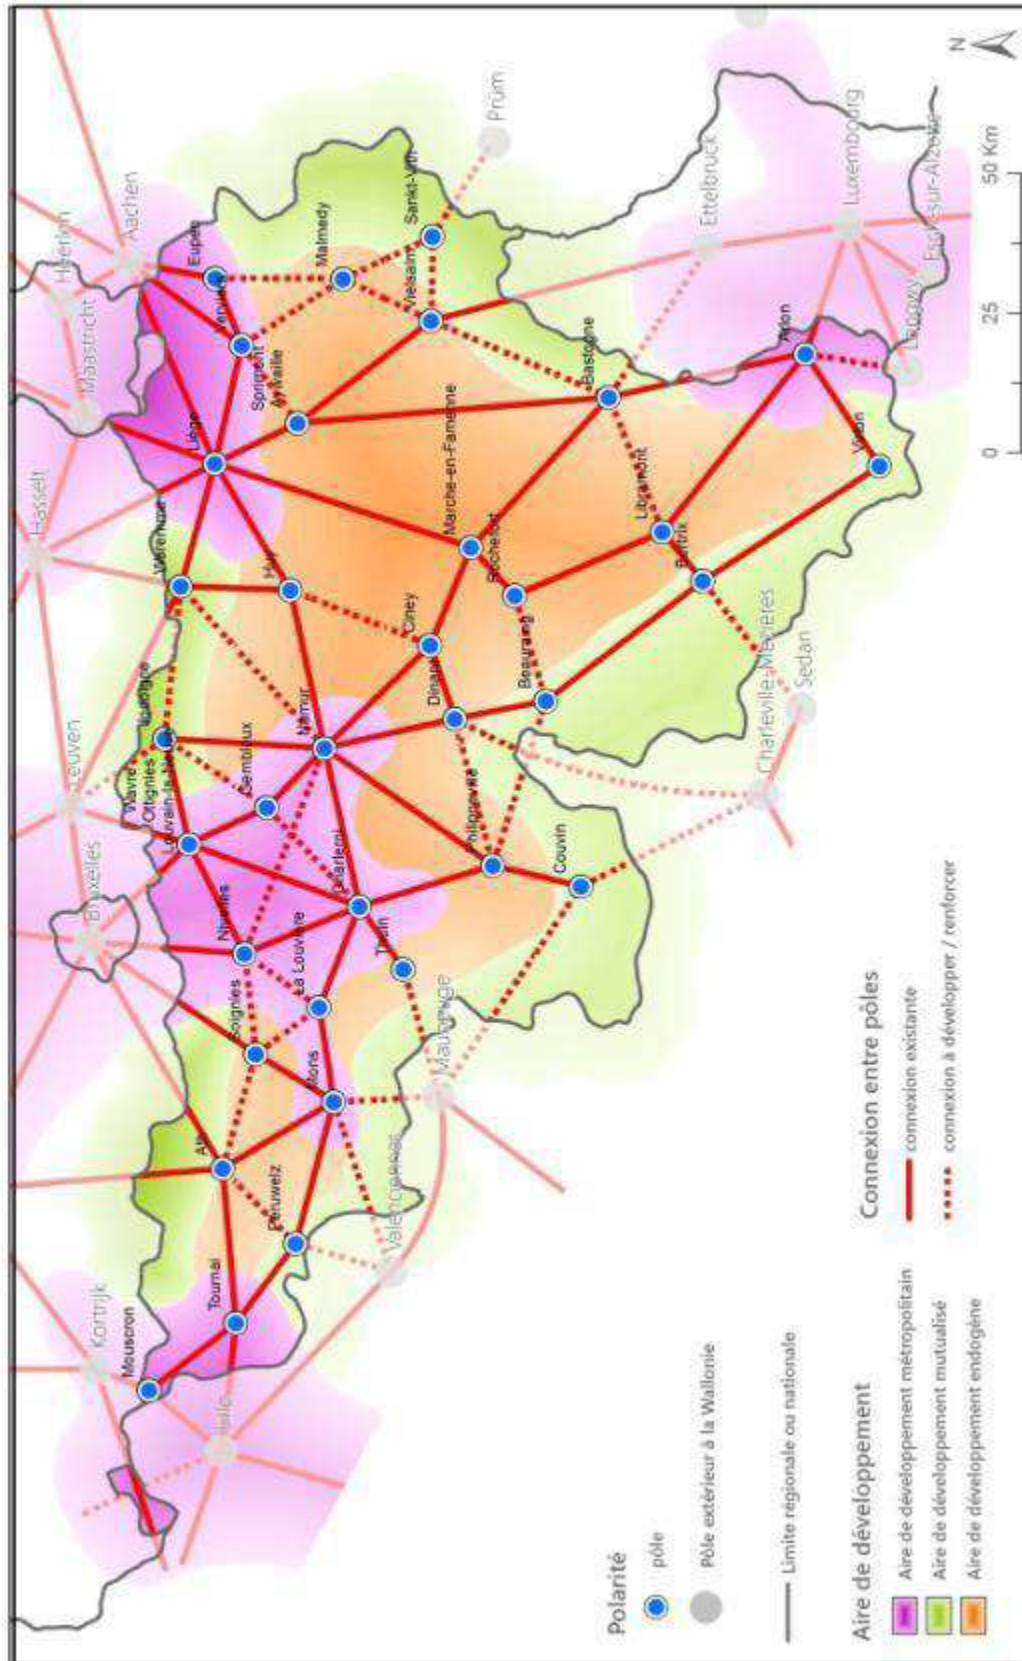 Heerlen
Aachen
Maastricht
Hasselt
Leuven
Bruxelles
Kortrijk
Lille
Mouscron
Tournai
Ath
Péruwelz
Soignies
Mons
La Louvière
Nivelles
Wavre
Ottignies
Louvain-la-Neuve
Gembloux
Charleroi
Thuin
Namur
Waremme
Huy
Liège
Verviers
Eupen
Malmedy
Sprimont
Aywaille
Vielsalm
Sankt-Vith
Prüm
Ciney
Dinant
Marche-en-Famenne
Rochefort
Beauraing
Philippeville
Couvin
Bastogne
Libramont
Bertrix
Arlon
Virton
Ettelbruck
Luxembourg
Esch-sur-Alzette
Longwy
Charleville-Mézières
Sedan
Maubeuge
Valenciennes
N
0 25 50 Km
Polarité
pôle
Pôle extérieur à la Wallonie
Limite régionale ou nationale
Aire de développement
Aire de développement métropolitain
Aire de développement mutualisé
Aire de développement endogène
Connexion entre pôles
connexion existante
connexion à développer / renforcer